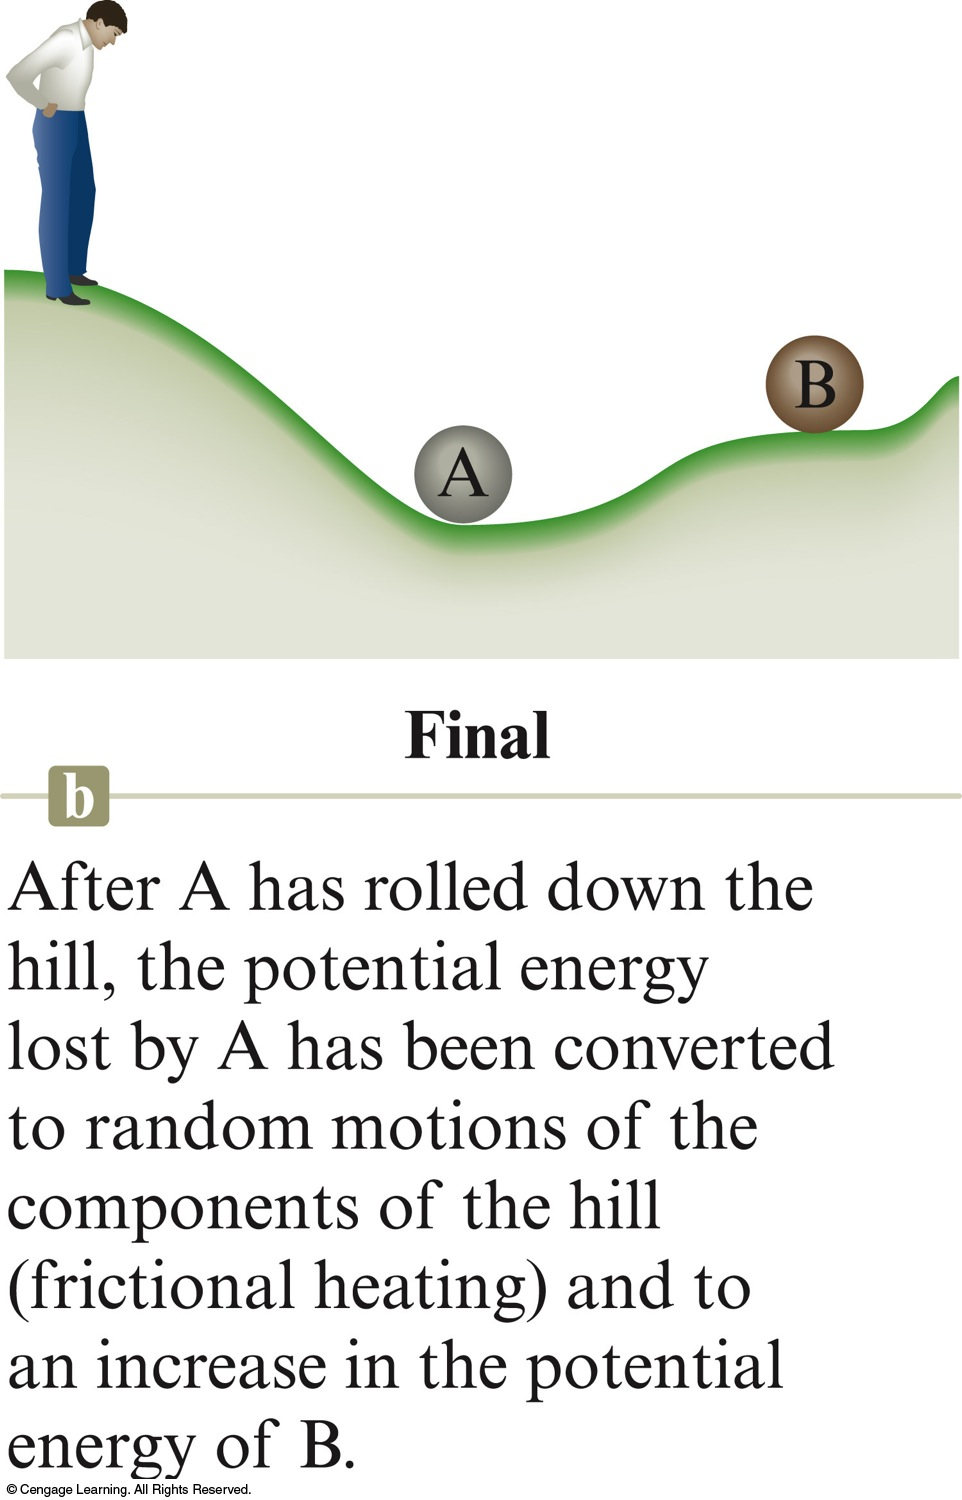 A
B
Final
b
After A has rolled down the
hill, the potential energy
lost by A has been converted
to random motions of the
components of the hill
(frictional heating) and to
an increase in the potential
energy of B.
© Cengage Learning. All Rights Reserved.